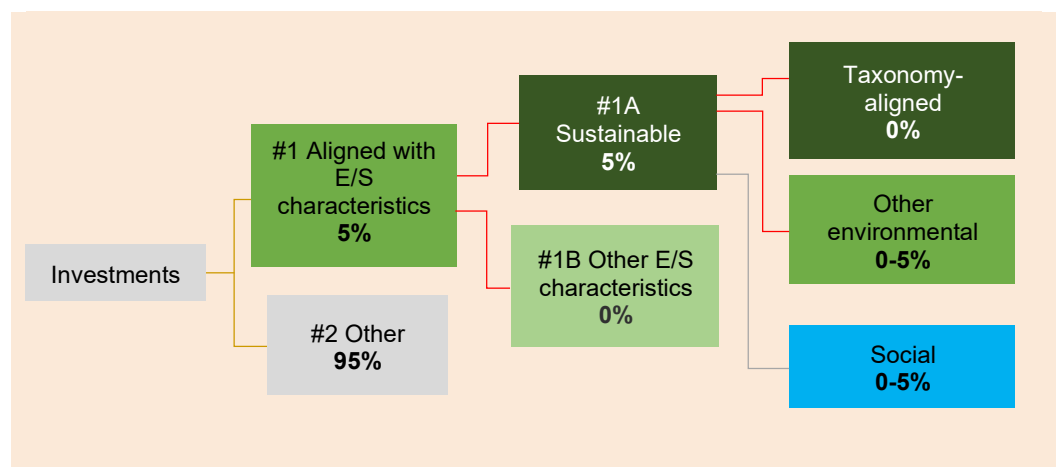 Investments
#1 Aligned with
E/S
characteristics
5%
#2 Other
95%
#1A
Sustainable
5%
#1B Other E/S
characteristics
0%
Taxonomy-
aligned
0%
Other
environmental
0-5%
Social
0-5%